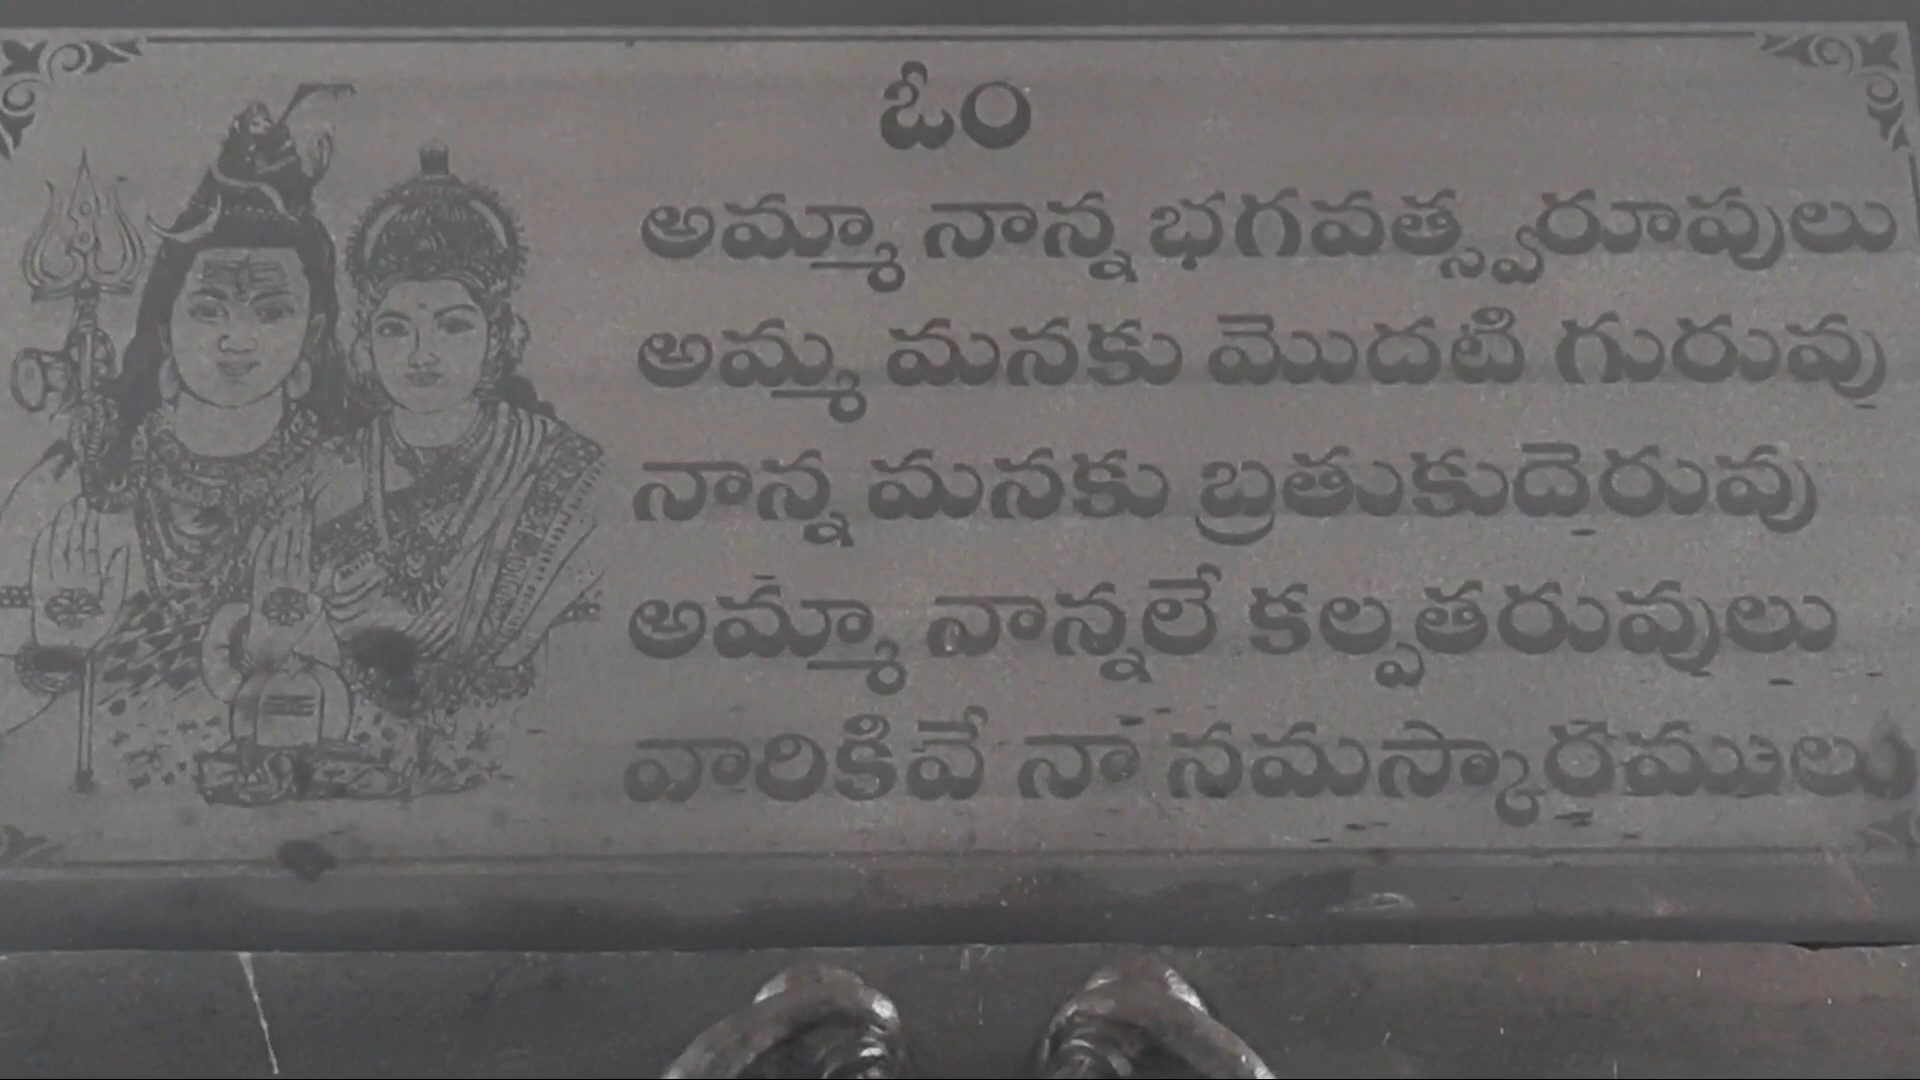 ఓం
అమ్మా నాన్న భగవత్స్వరూపులు
అమ్మ మనకు మొదటి గురువు
నాన్న మనకు బ్రతుకుదెరువు
అమ్మా నాన్నలే కల్పతరువులు
వారికివే నా నమస్కారములు